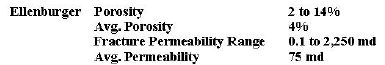 Ellenburger Porosity 2 to 14%
Avg. Porosity 4%
Fracture Permeability Range 0.1 to 2,250 md
Avg. Permeability 75 md